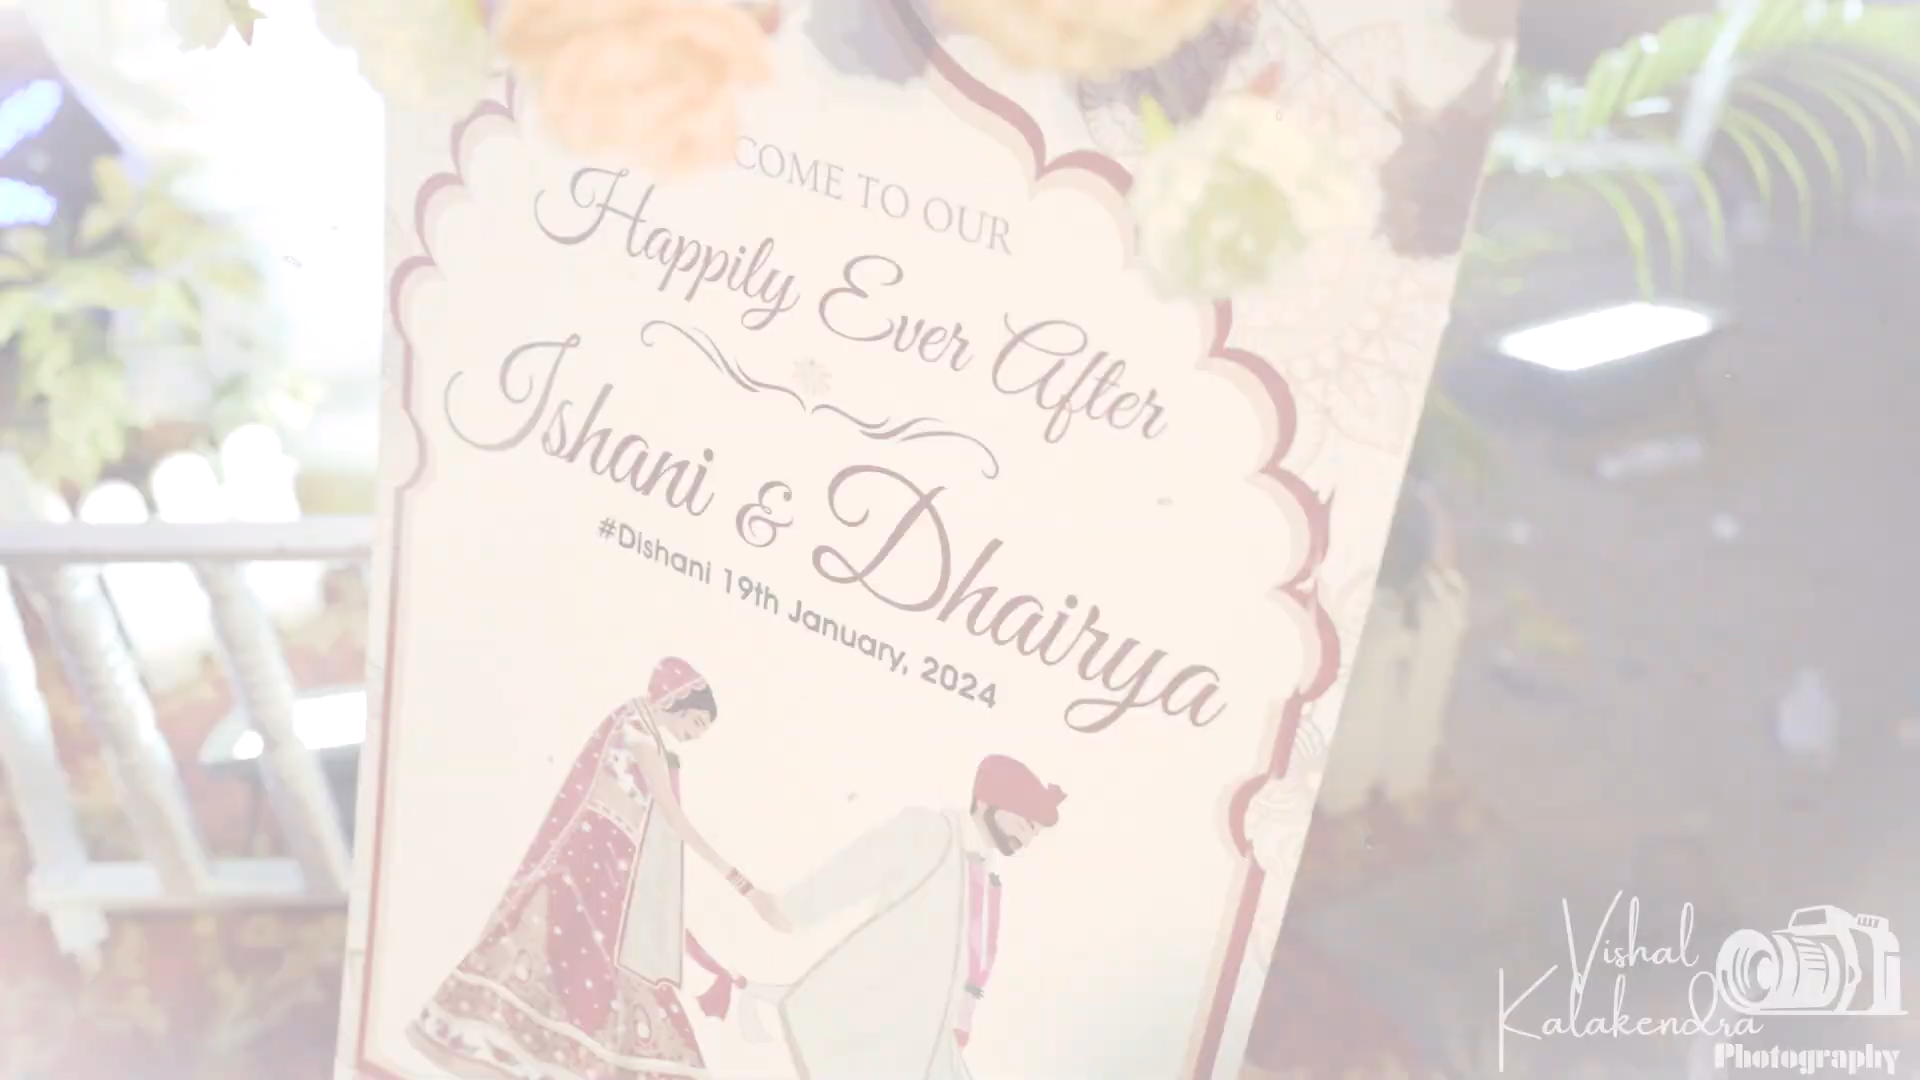 COME TO OUR
Happily Ever After
Ishani & Dhairya
#Dishani 19th January, 2024
Vishal
Kalakendra
Photography